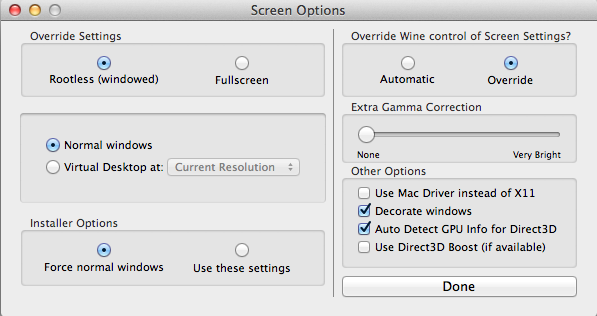 Screen Options
Override Settings
Rootless (windowed)
Fullscreen
Normal windows
Virtual Desktop at:
Current Resolution
Installer Options
Force normal windows
Use these settings
Override Wine control of Screen Settings?
Automatic
Override
Extra Gamma Correction
None
Very Bright
Other Options
Use Mac Driver instead of X11
Decorate windows
Auto Detect GPU Info for Direct3D
Use Direct3D Boost (if available)
Done